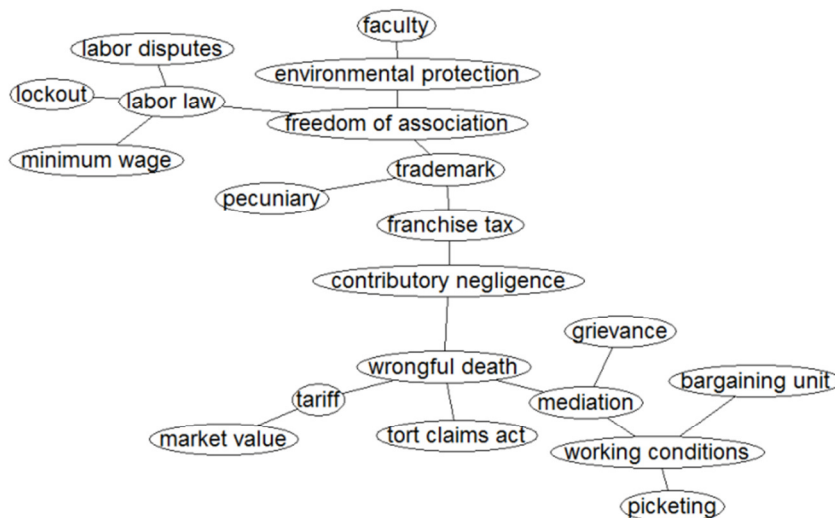 faculty
labor disputes
environmental protection
lockout
labor law
freedom of association
minimum wage
trademark
pecuniary
franchise tax
contributory negligence
grievance
wrongful death
bargaining unit
tariff
mediation
market value
tort claims act
working conditions
picketing